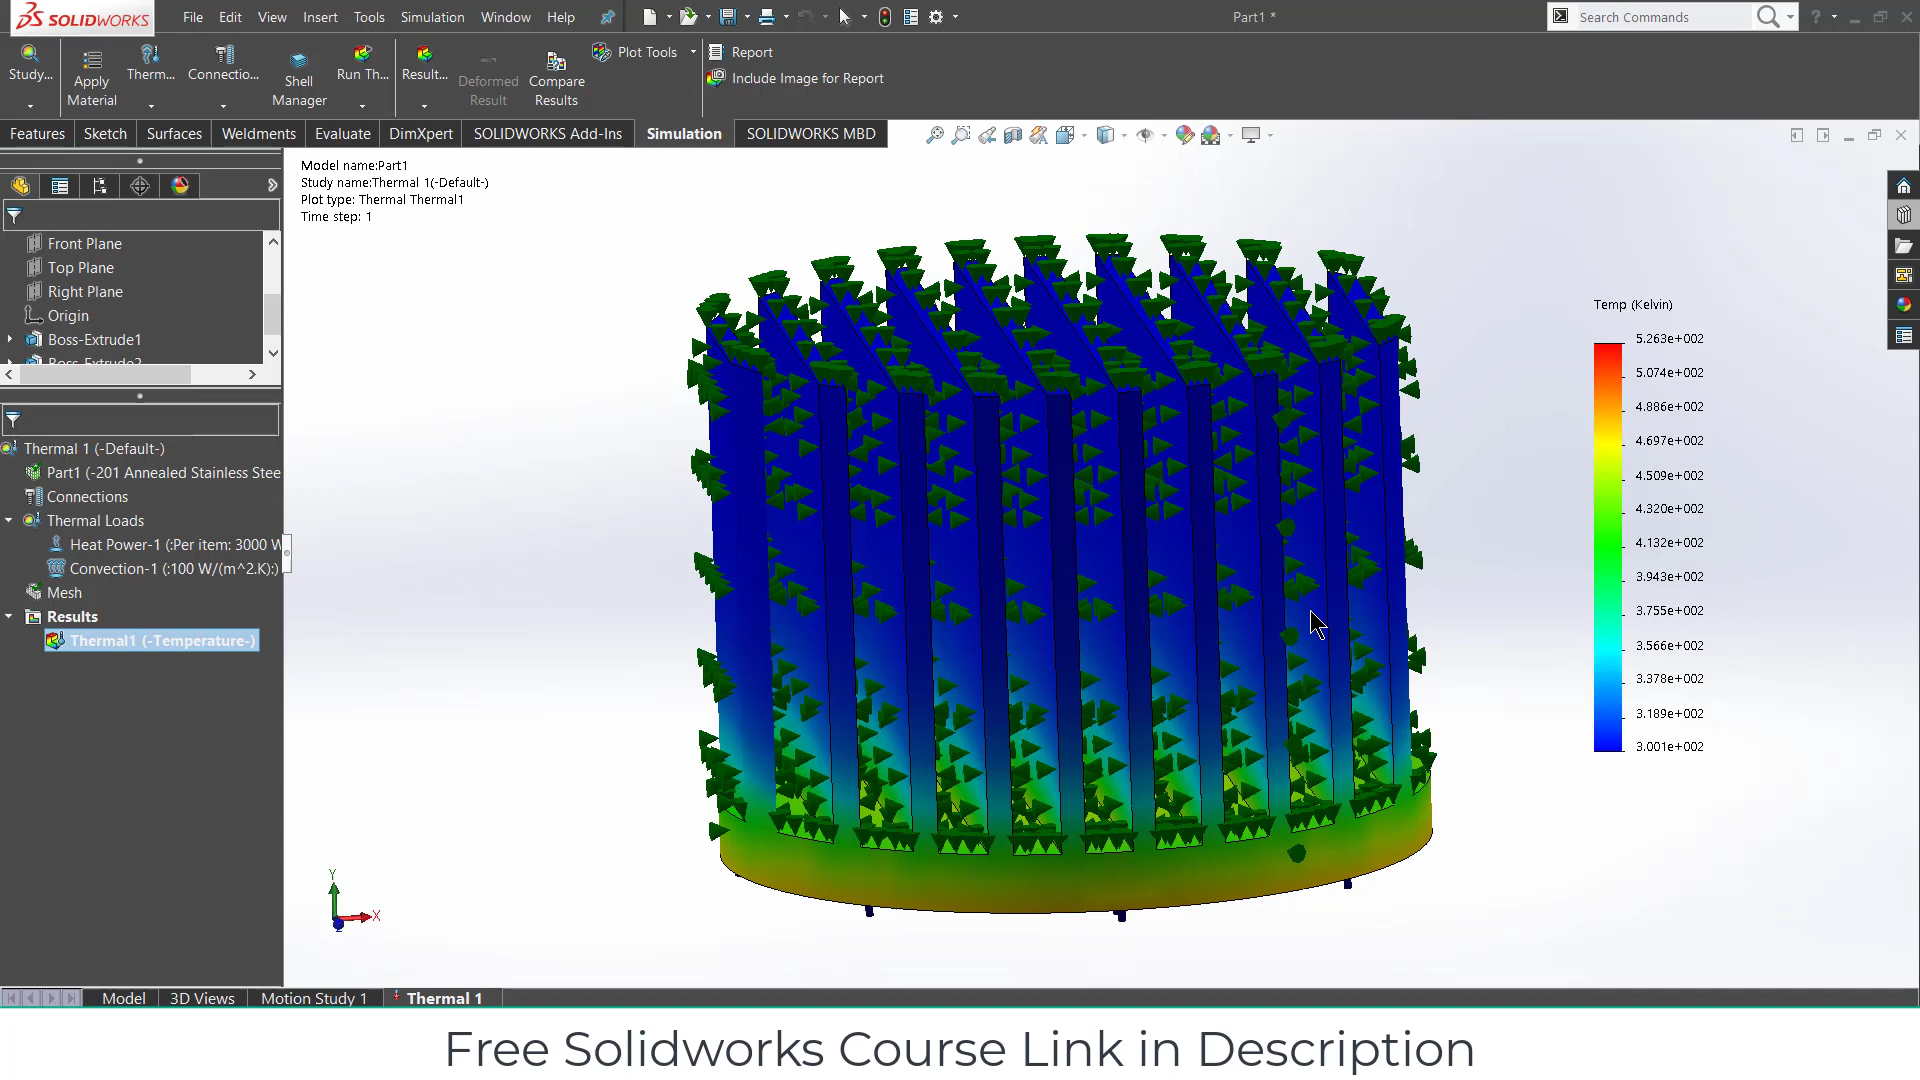 SOLIDWORKS
File Edit View Insert Tools Simulation Window Help
Part1 *
Search Commands
Study...
Apply Material
Therm...
Connectio...
Shell Manager
Run Th...
Result...
Deformed Result
Compare Results
Plot Tools
Report
Include Image for Report
Features Sketch Surfaces Weldments Evaluate DimXpert SOLIDWORKS Add-Ins Simulation SOLIDWORKS MBD
Model name:Part1
Study name:Thermal 1(-Default-)
Plot type: Thermal Thermal1
Time step: 1
Front Plane
Top Plane
Right Plane
Origin
Boss-Extrude1
Boss-Extrude2
Thermal 1 (-Default-)
Part1 (-201 Annealed Stainless Stee
Connections
Thermal Loads
Heat Power-1 (:Per item: 3000 W
Convection-1 (:100 W/(m^2.K):)
Mesh
Results
Thermal1 (-Temperature-)
Temp (Kelvin)
5.263e+002
5.074e+002
4.886e+002
4.697e+002
4.509e+002
4.320e+002
4.132e+002
3.943e+002
3.755e+002
3.566e+002
3.378e+002
3.189e+002
3.001e+002
Y
X
Z
Model 3D Views Motion Study 1 Thermal 1
Free Solidworks Course Link in Description